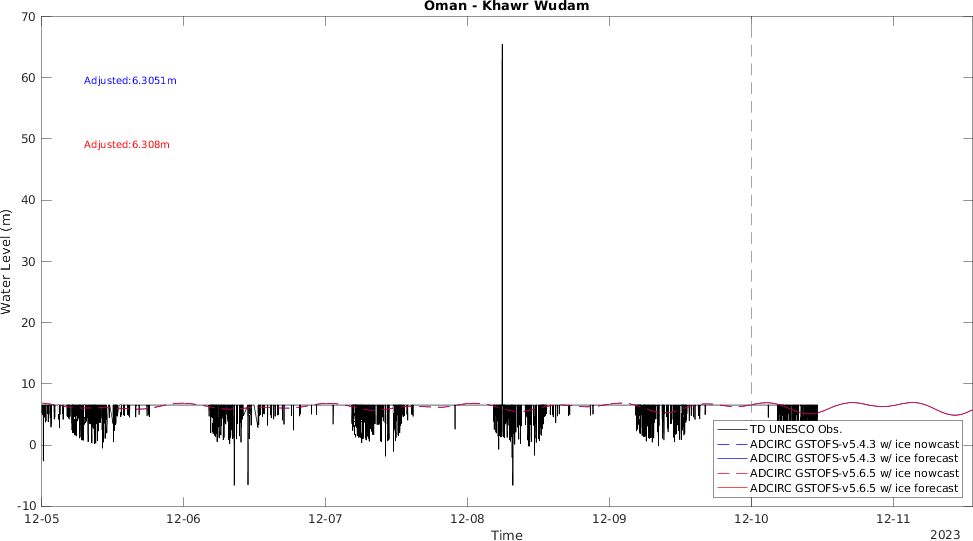 Oman - Khawr Wudam
70
60
50
40
30
20
10
0
-10
Water Level (m)
Adjusted:6.3051m
Adjusted:6.308m
TD UNESCO Obs.
ADCIRC GSTOFS-v5.4.3 w/ ice nowcast
ADCIRC GSTOFS-v5.4.3 w/ ice forecast
ADCIRC GSTOFS-v5.6.5 w/ ice nowcast
ADCIRC GSTOFS-v5.6.5 w/ ice forecast
12-05
12-06
12-07
12-08
12-09
12-10
12-11
Time
2023